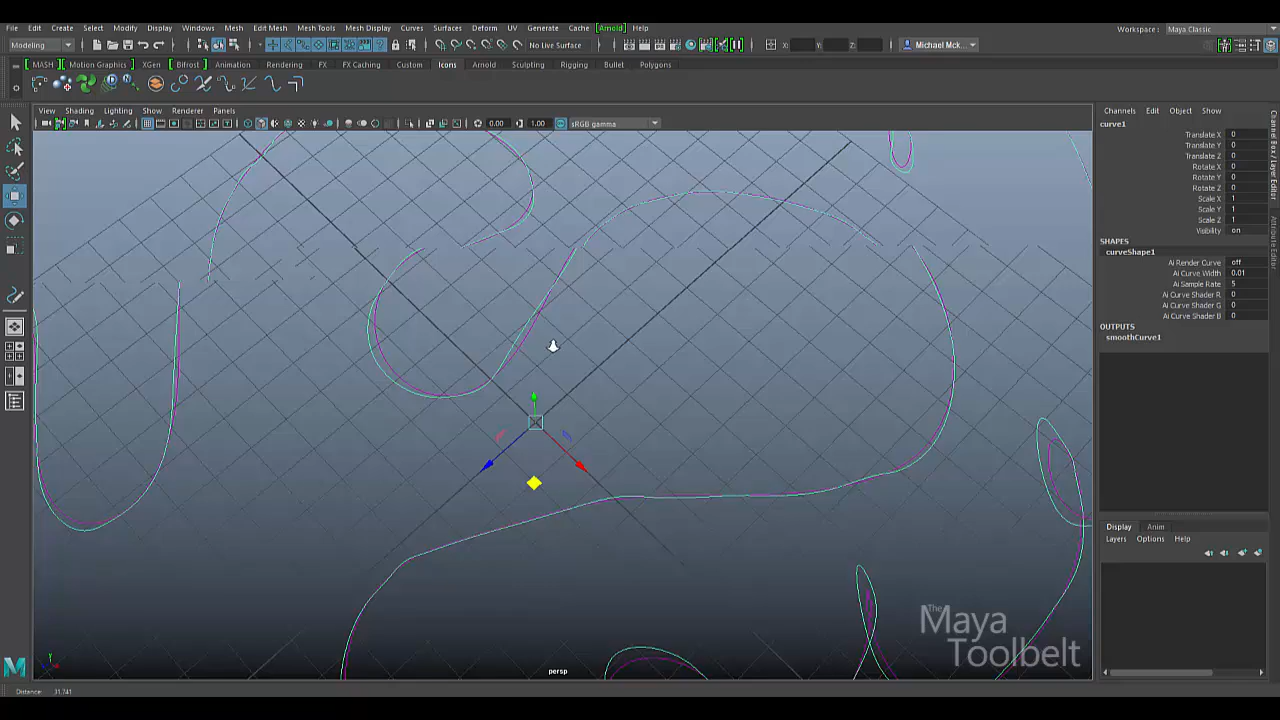 File Edit Create Select Modify Display Windows Mesh Edit Mesh Mesh Tools Mesh Display Curves Surfaces Deform UV Generate Cache Arnold Help
Workspace : Maya Classic
Modeling No Live Surface X: Y: Z: Michael Mck...
MASH Motion Graphics XGen Bifrost Animation Rendering FX FX Caching Custom Icons Arnold Sculpting Rigging Bullet Polygons
View Shading Lighting Show Renderer Panels
0.00 1.00 sRGB gamma
Channels Edit Object Show
curve1
Translate X 0
Translate Y 0
Translate Z 0
Rotate X 0
Rotate Y 0
Rotate Z 0
Scale X 1
Scale Y 1
Scale Z 1
Visibility on
SHAPES
curveShape1
Ai Render Curve off
Ai Curve Width 0.01
Ai Sample Rate 5
Ai Curve Shader R 0
Ai Curve Shader G 0
Ai Curve Shader B 0
OUTPUTS
smoothCurve1
Channel Box / Layer Editor
Attribute Editor
Display Anim
Layers Options Help
The
Maya
Toolbelt
Y
persp
Distance: 31.741